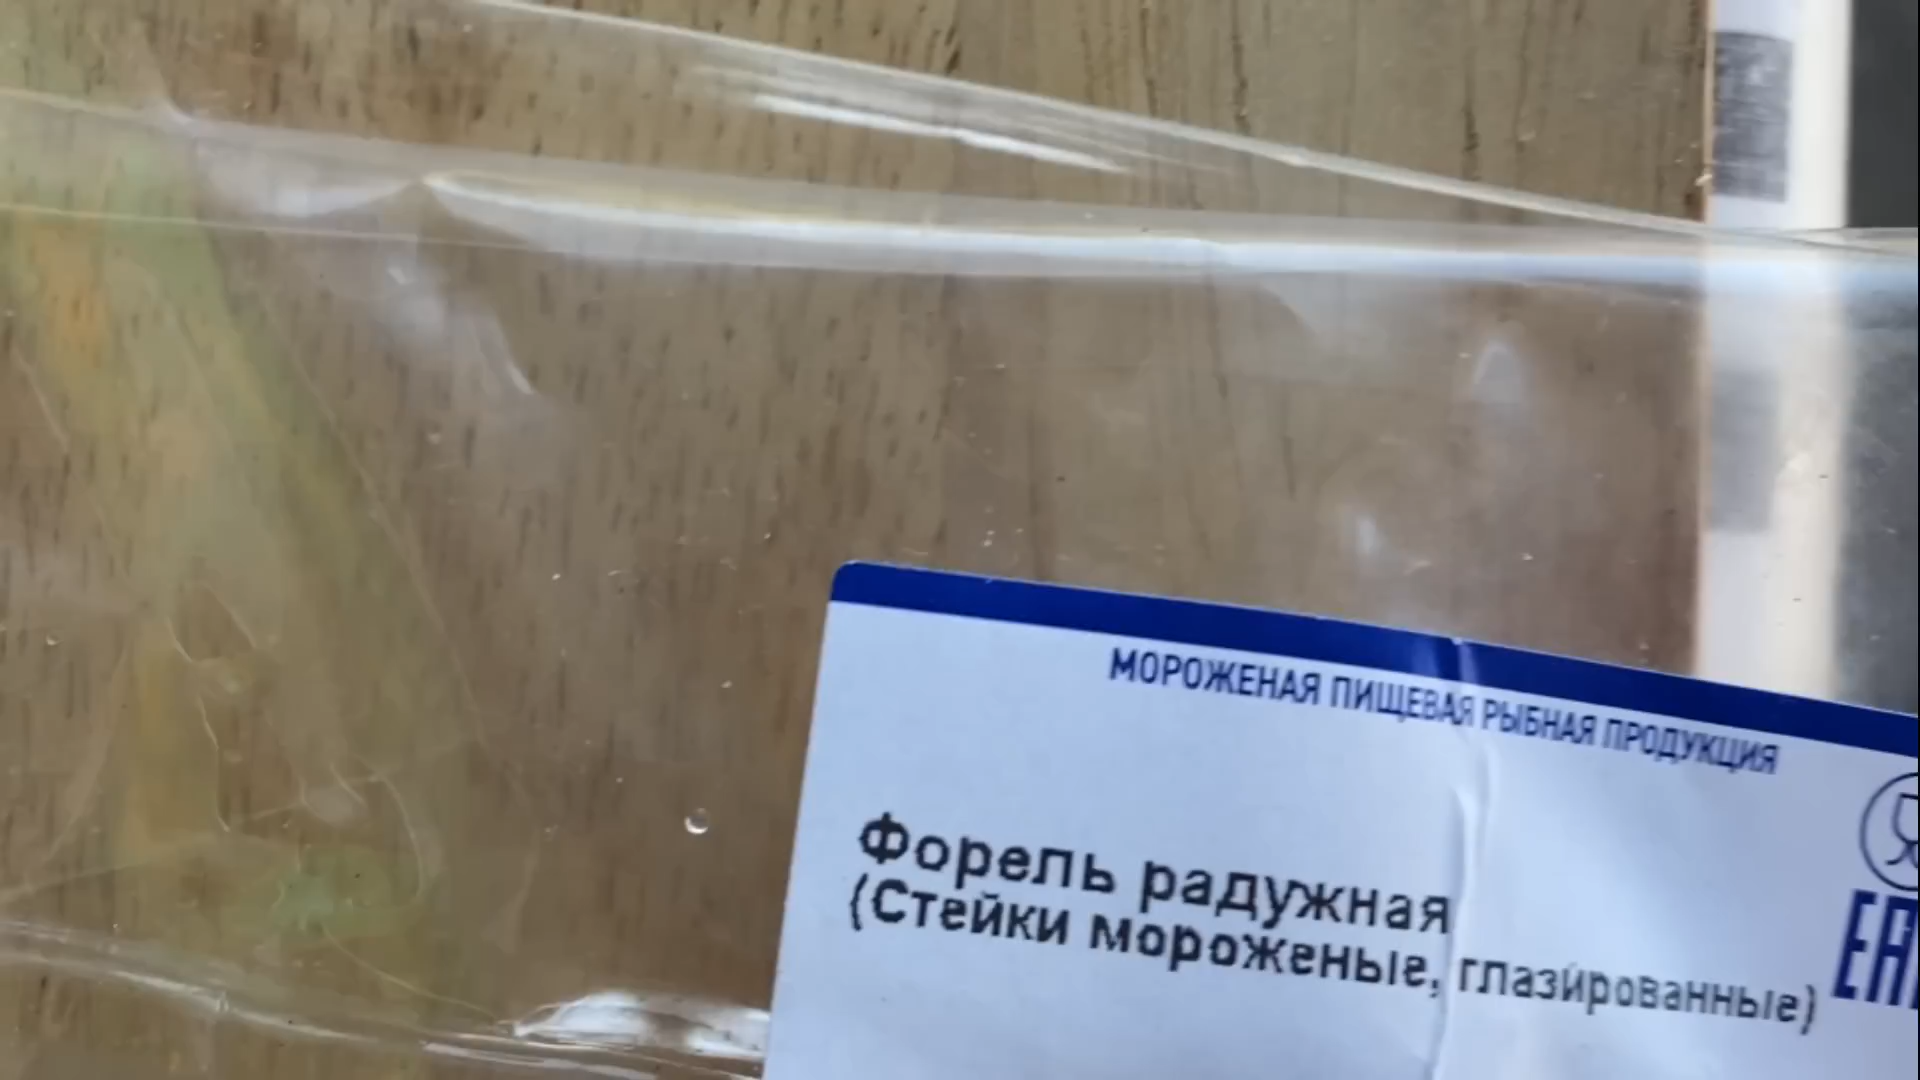 МОРОЖЕНАЯ ПИЩЕВАЯ РЫБНАЯ ПРОДУКЦИЯ
Форель радужная
(Стейки мороженые, глазированные)